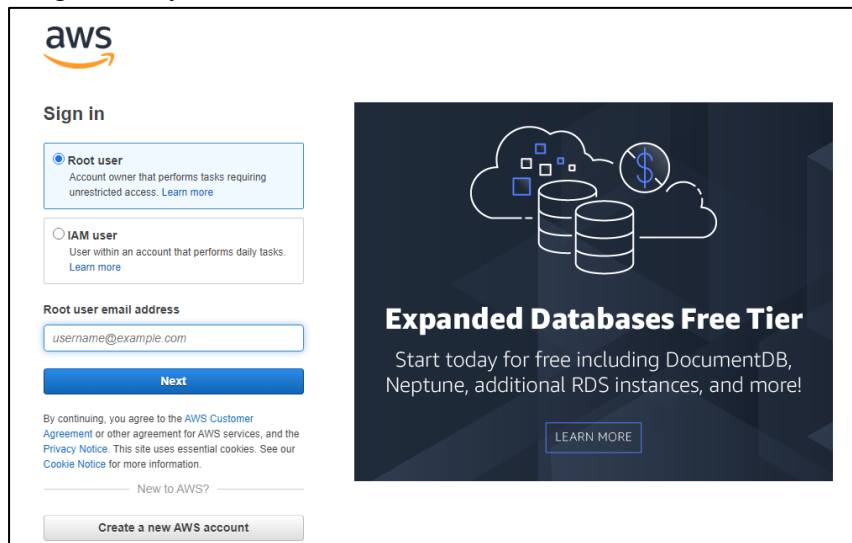 aws
Sign in
Root user
Account owner that performs tasks requiring
unrestricted access. Learn more
IAM user
User within an account that performs daily tasks.
Learn more
Root user email address
username@example.com
Next
By continuing, you agree to the AWS Customer
Agreement or other agreement for AWS services, and the
Privacy Notice. This site uses essential cookies. See our
Cookie Notice for more information.
New to AWS?
Create a new AWS account
Expanded Databases Free Tier
Start today for free including DocumentDB,
Neptune, additional RDS instances, and more!
LEARN MORE